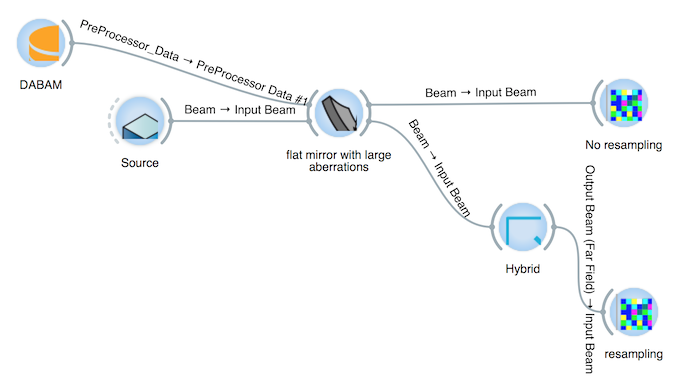 PreProcessor_Data → PreProcessor Data #1
DABAM
Beam → Input Beam
Source
flat mirror with large
aberrations
Beam → Input Beam
No resampling
Beam → Input Beam
Hybrid
Output Beam (Far Field) → Input Beam
resampling